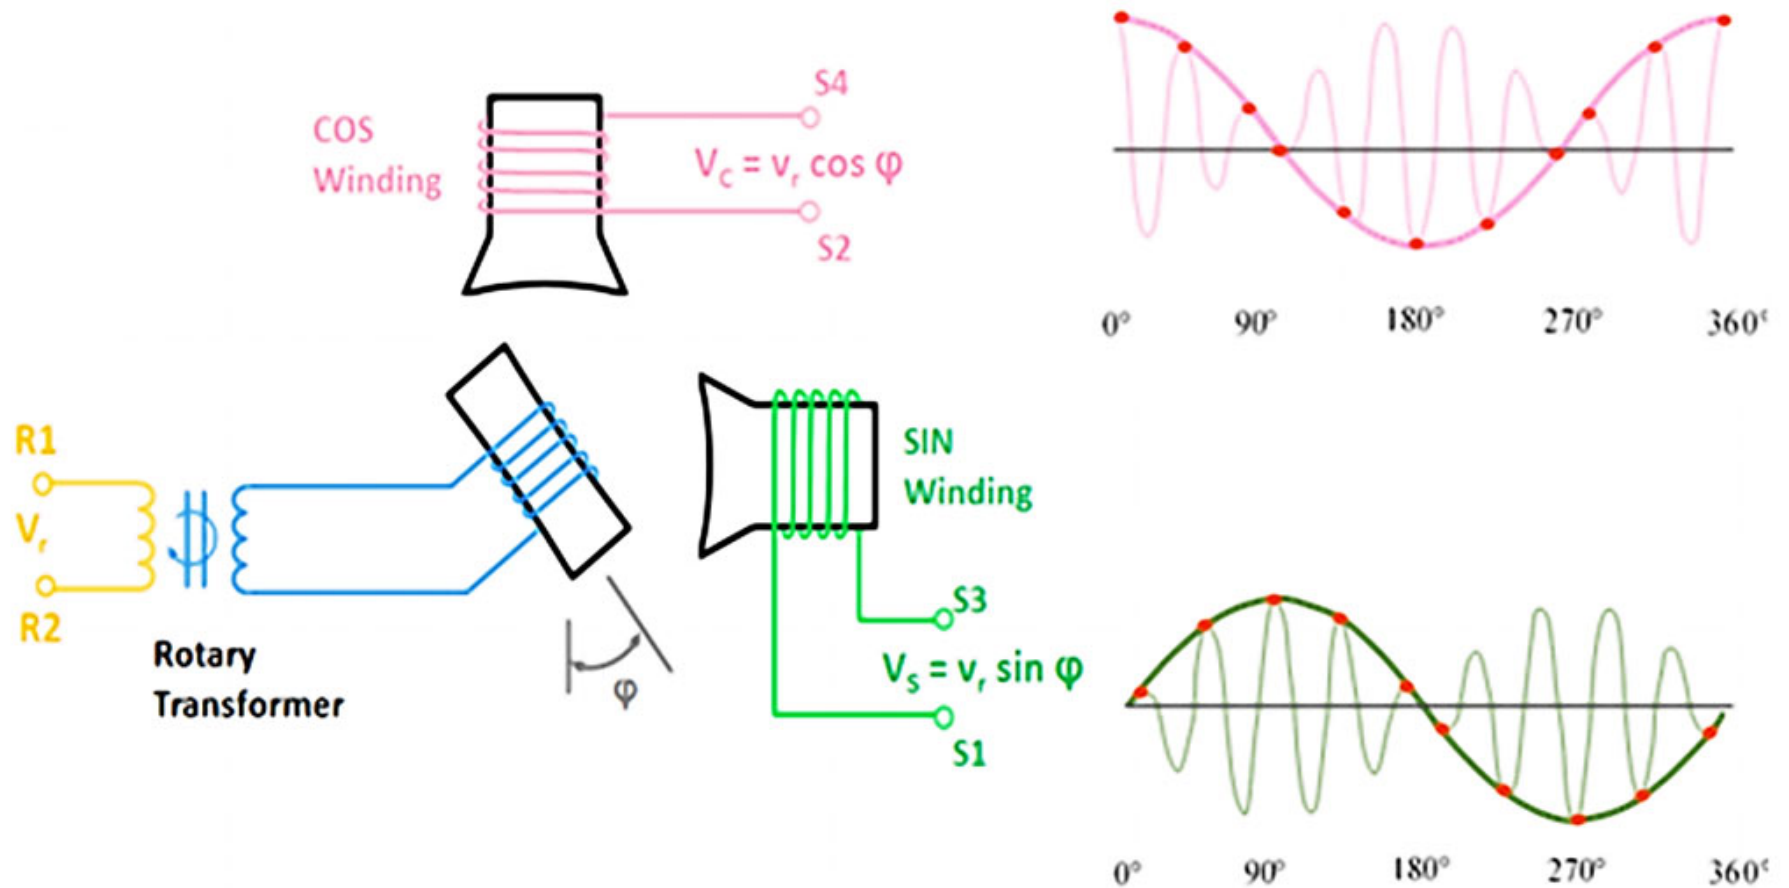 S4
COS
Winding
V_C = v_r cos φ
S2
0° 90° 180° 270° 360°
R1
V_r
R2
Rotary
Transformer
φ
SIN
Winding
S3
V_S = v_r sin φ
S1
0° 90° 180° 270° 360°